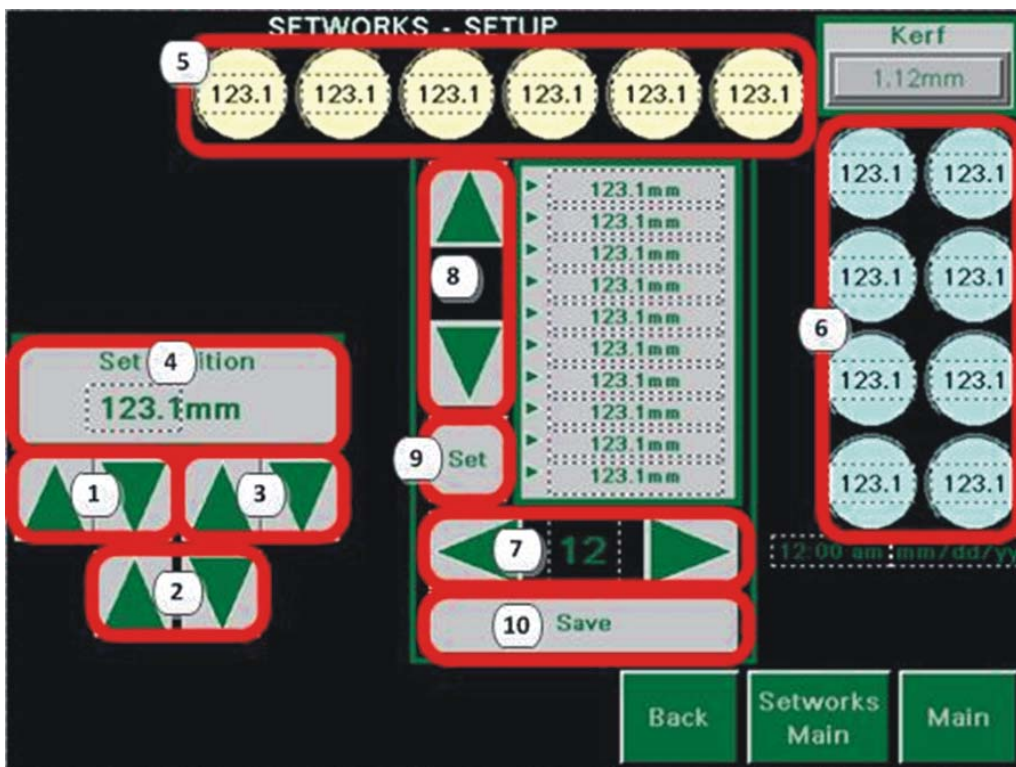 SETWORKS - SETUP
Kerf
1.12mm
5
123.1 123.1 123.1 123.1 123.1 123.1
123.1 123.1
123.1 123.1
123.1 123.1
123.1 123.1
6
8
123.1mm
123.1mm
123.1mm
123.1mm
123.1mm
123.1mm
123.1mm
123.1mm
123.1mm
123.1mm
Set 4 ition
123.1mm
1
3
2
9 Set
7 12
10 Save
12:00 am mm/dd/yy
Back
Setworks
Main
Main